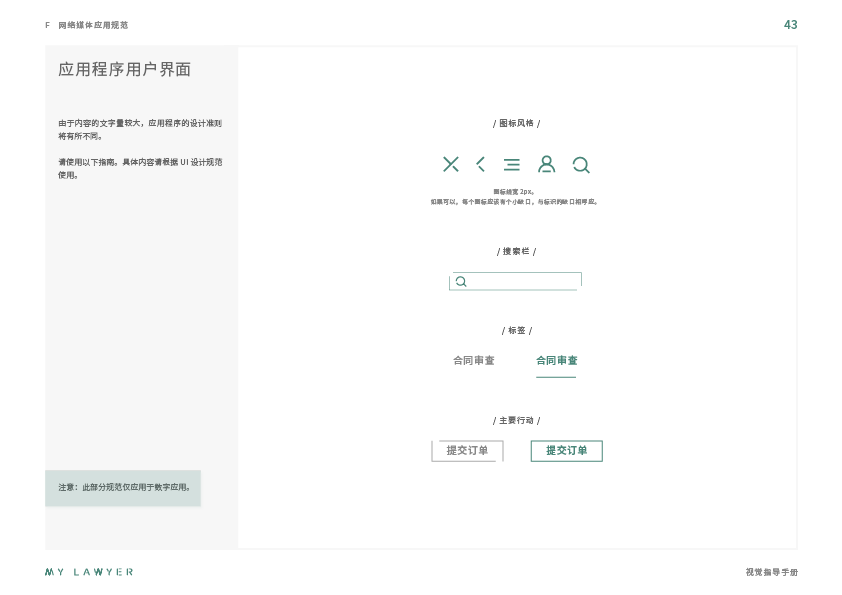 F 网络媒体应用规范
43
应用程序用户界面
由于内容的文字量较大，应用程序的设计准则
将有所不同。
请使用以下指南。具体内容请根据 UI 设计规范
使用。
注意：此部分规范仅应用于数字应用。
/ 图标风格 /
图标线宽 2px。
如果可以，每个图标应该有个小缺口，与标识的缺口相呼应。
/ 搜索栏 /
/ 标签 /
合同审查
合同审查
/ 主要行动 /
提交订单
提交订单
MY LAWYER
视觉指导手册